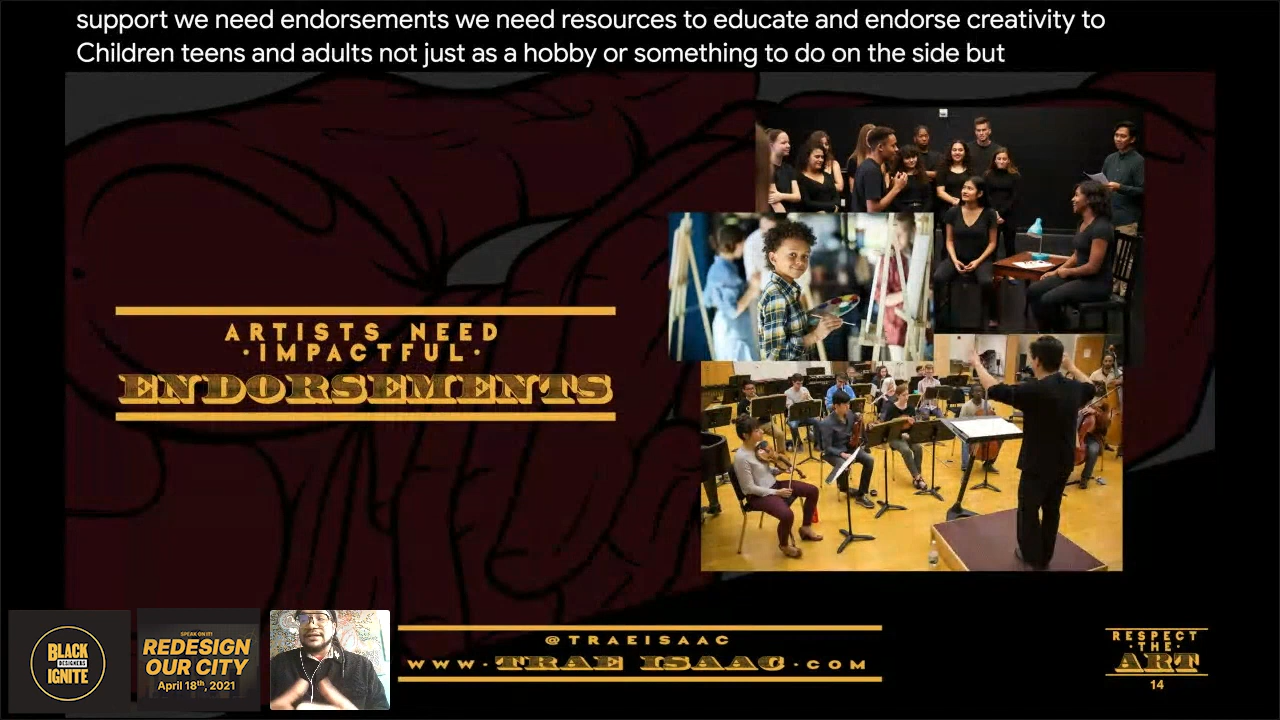 support we need endorsements we need resources to educate and endorse creativity to
Children teens and adults not just as a hobby or something to do on the side but
ARTISTS NEED
·IMPACTFUL·
ENDORSEMENTS
BLACK
DESIGNERS
IGNITE
SPEAK ON IT!
REDESIGN
OUR CITY
April 18th, 2021
@TRAEISAAC
WWW·TRAE ISAAC·COM
RESPECT
·THE·
ART
14